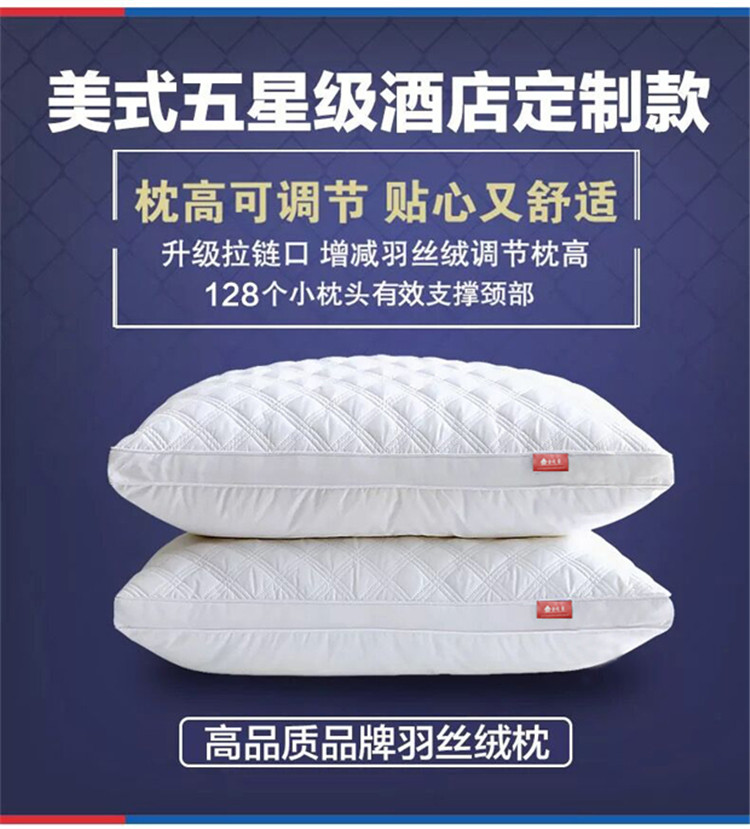 美式五星级酒店定制款
枕高可调节 贴心又舒适
升级拉链口 增减羽丝绒调节枕高
128个小枕头有效支撑颈部
高品质品牌羽丝绒枕